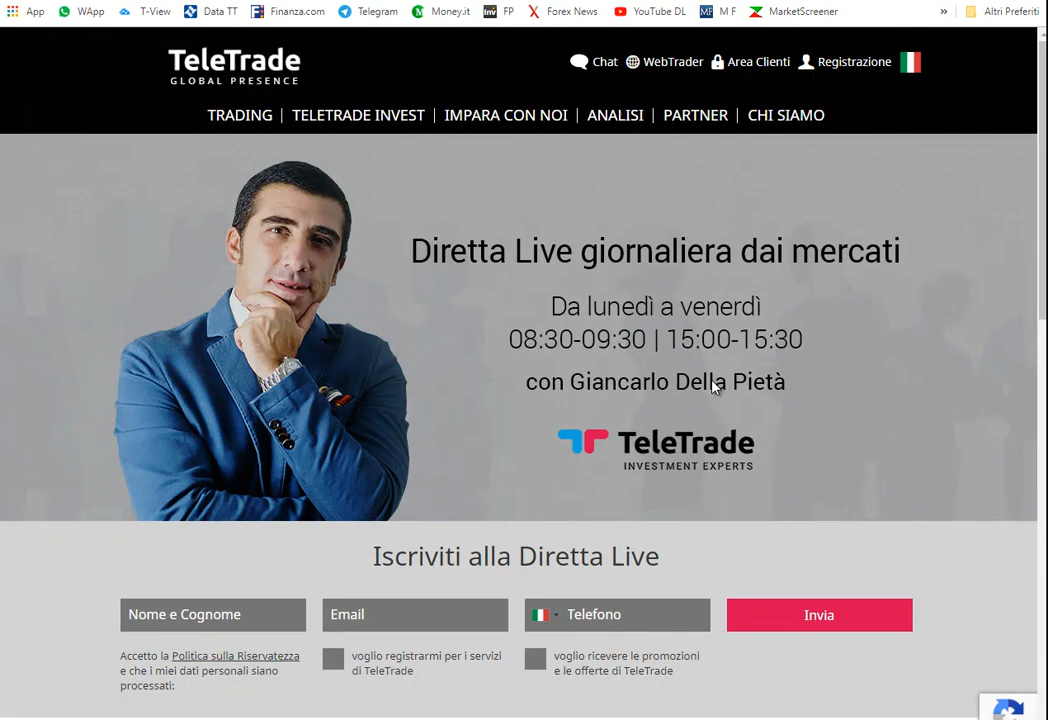 App WApp T-View Data TT Finanza.com Telegram Money.it Inv FP Forex News YouTube DL MF M F MarketScreener » Altri Preferiti
TeleTrade
GLOBAL PRESENCE
Chat WebTrader Area Clienti Registrazione
TRADING | TELETRADE INVEST | IMPARA CON NOI | ANALISI | PARTNER | CHI SIAMO
Diretta Live giornaliera dai mercati
Da lunedì a venerdì
08:30-09:30 | 15:00-15:30
con Giancarlo Della Pietà
TeleTrade
INVESTMENT EXPERTS
Iscriviti alla Diretta Live
Nome e Cognome Email Telefono Invia
Accetto la Politica sulla Riservatezza
e che i miei dati personali siano
processati:
voglio registrarmi per i servizi
di TeleTrade
voglio ricevere le promozioni
e le offerte di TeleTrade